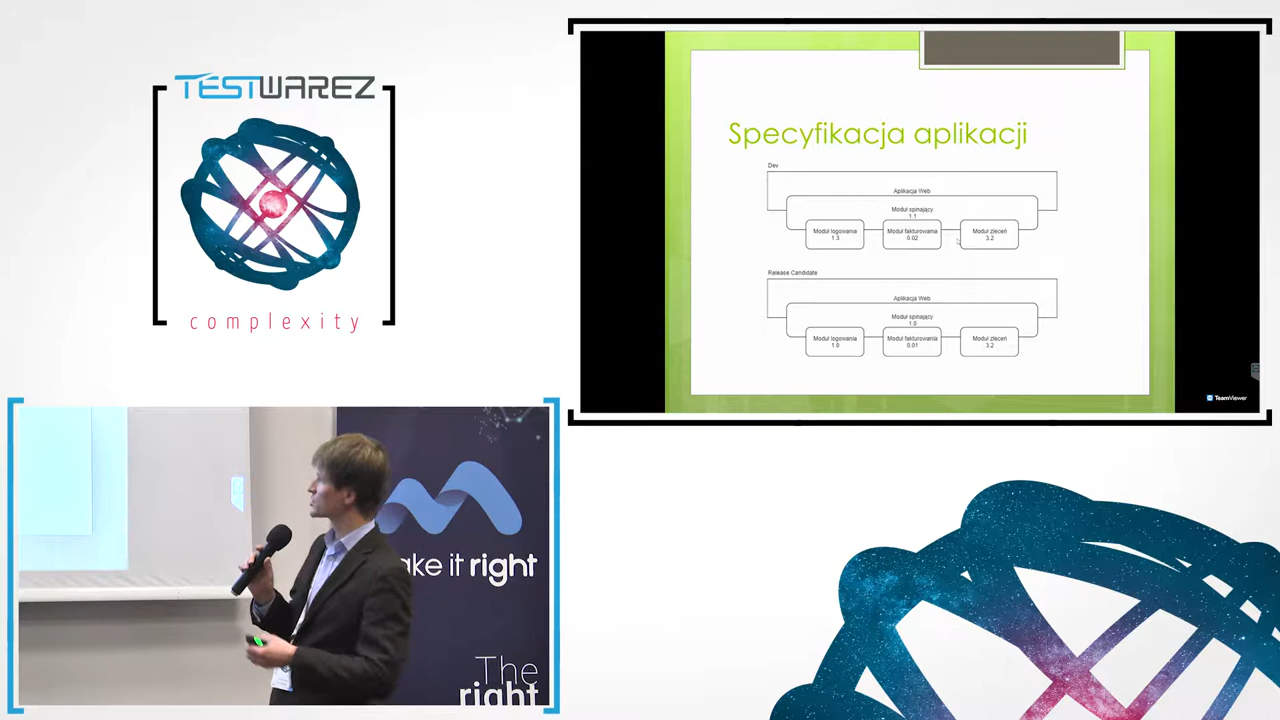 TESTWAREZ
complexity
Specyfikacja aplikacji
Dev
Aplikacja Web
Moduł spinający
1.1
Moduł logowania
1.3
Moduł fakturowania
0.02
Moduł zleceń
3.2
Release Candidate
Aplikacja Web
Moduł spinający
1.0
Moduł logowania
1.0
Moduł fakturowania
0.01
Moduł zleceń
3.2
TeamViewer
ake it right
The
right